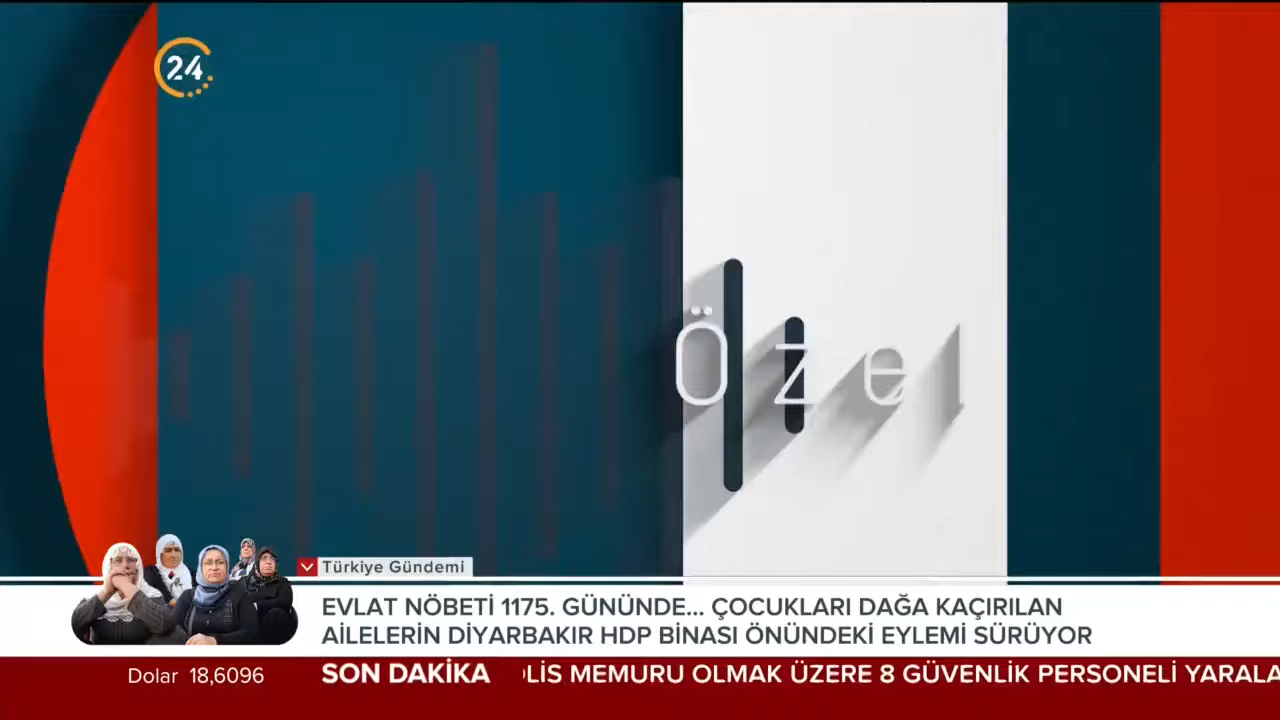 24
Özel
Türkiye Gündemi
EVLAT NÖBETİ 1175. GÜNÜNDE... ÇOCUKLARI DAĞA KAÇIRILAN
AİLELERİN DİYARBAKIR HDP BİNASI ÖNÜNDEKİ EYLEMİ SÜRÜYOR
Dolar 18,6096
SON DAKİKA MEMURU OLMAK ÜZERE 8 GÜVENLİK PERSONELİ